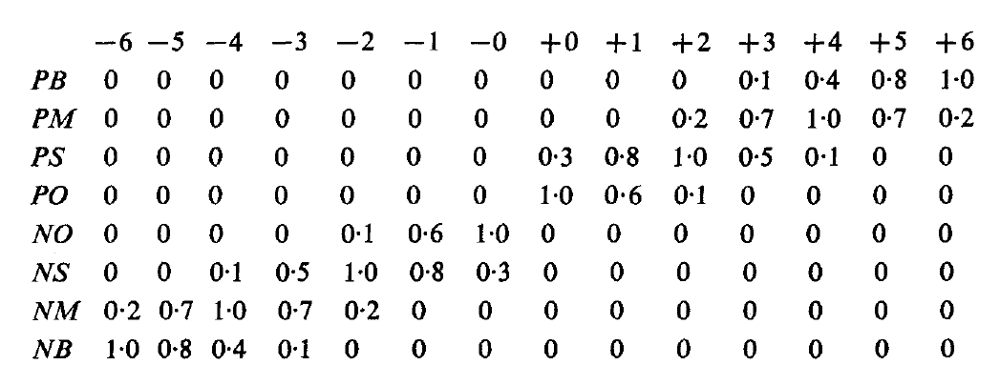 −6 −5 −4 −3 −2 −1 −0 +0 +1 +2 +3 +4 +5 +6
PB 0 0 0 0 0 0 0 0 0 0 0·1 0·4 0·8 1·0
PM 0 0 0 0 0 0 0 0 0 0·2 0·7 1·0 0·7 0·2
PS 0 0 0 0 0 0 0 0·3 0·8 1·0 0·5 0·1 0 0
PO 0 0 0 0 0 0 0 1·0 0·6 0·1 0 0 0 0
NO 0 0 0 0 0·1 0·6 1·0 0 0 0 0 0 0 0
NS 0 0 0·1 0·5 1·0 0·8 0·3 0 0 0 0 0 0 0
NM 0·2 0·7 1·0 0·7 0·2 0 0 0 0 0 0 0 0 0
NB 1·0 0·8 0·4 0·1 0 0 0 0 0 0 0 0 0 0